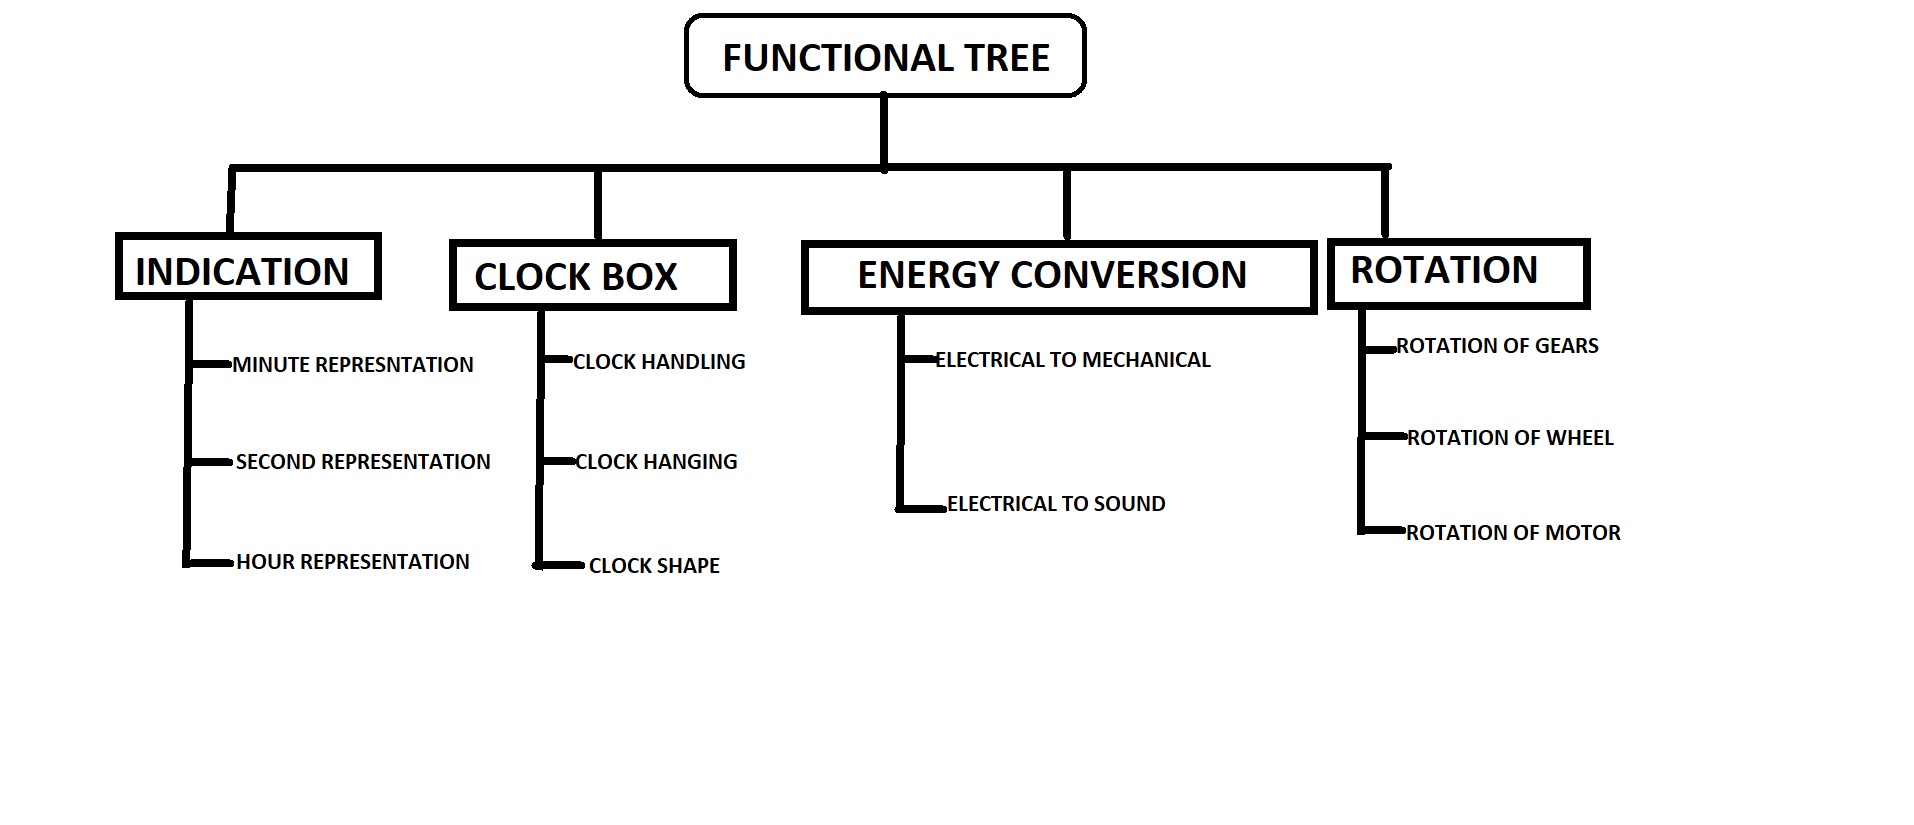 FUNCTIONAL TREE
INDICATION
MINUTE REPRESNTATION
SECOND REPRESENTATION
HOUR REPRESENTATION
CLOCK BOX
CLOCK HANDLING
CLOCK HANGING
CLOCK SHAPE
ENERGY CONVERSION
ELECTRICAL TO MECHANICAL
ELECTRICAL TO SOUND
ROTATION
ROTATION OF GEARS
ROTATION OF WHEEL
ROTATION OF MOTOR